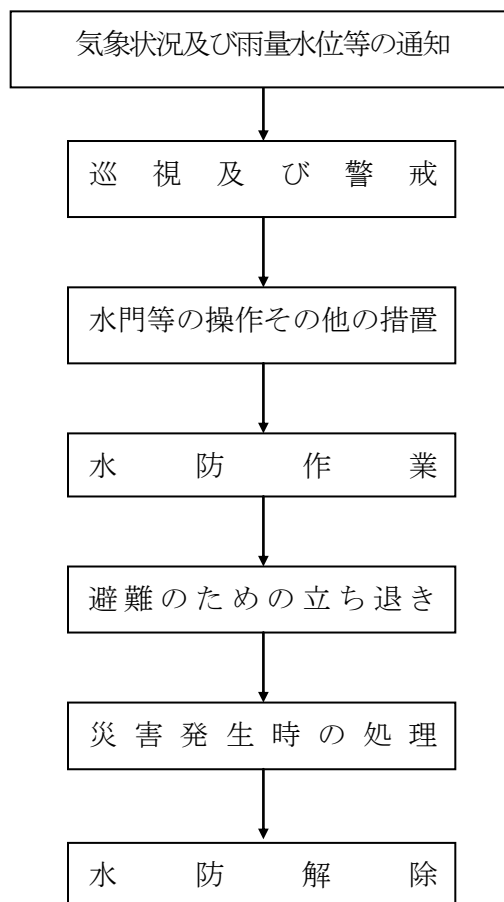 気象状況及び雨量水位等の通知
巡視及び警戒
水門等の操作その他の措置
水防作業
避難のための立ち退き
災害発生時の処理
水防解除